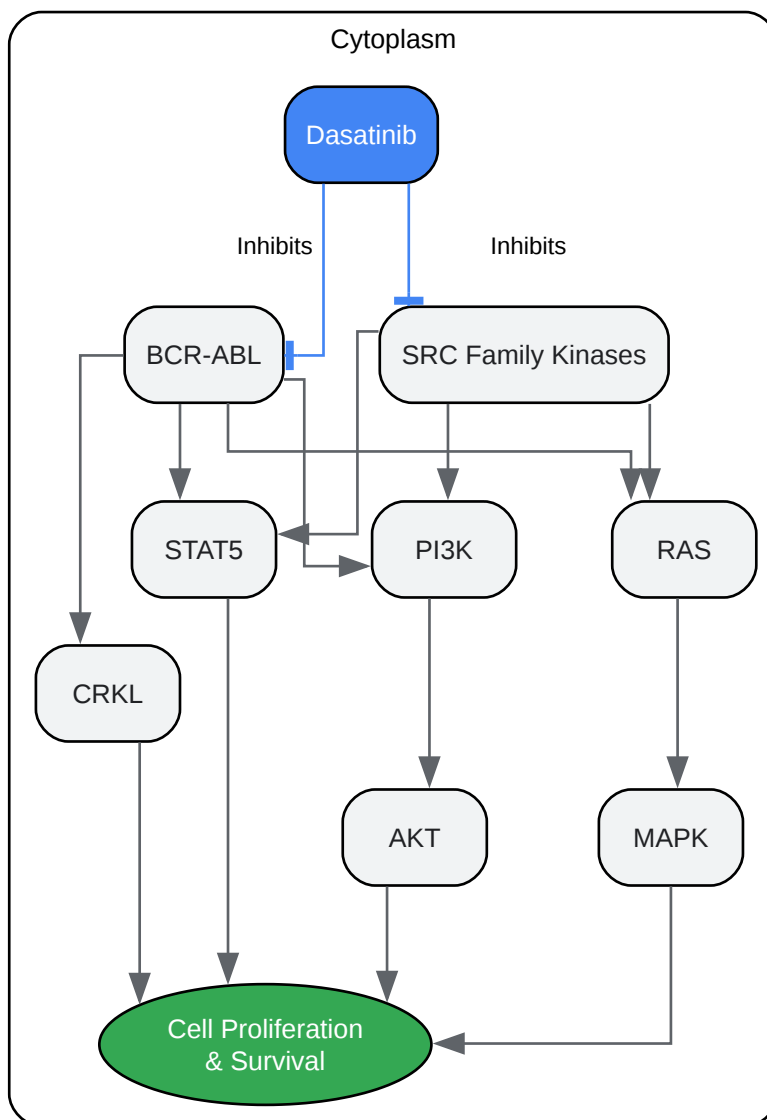 Cytoplasm
Dasatinib
Inhibits
Inhibits
BCR-ABL
SRC Family Kinases
STAT5
PI3K
RAS
CRKL
AKT
MAPK
Cell Proliferation
& Survival